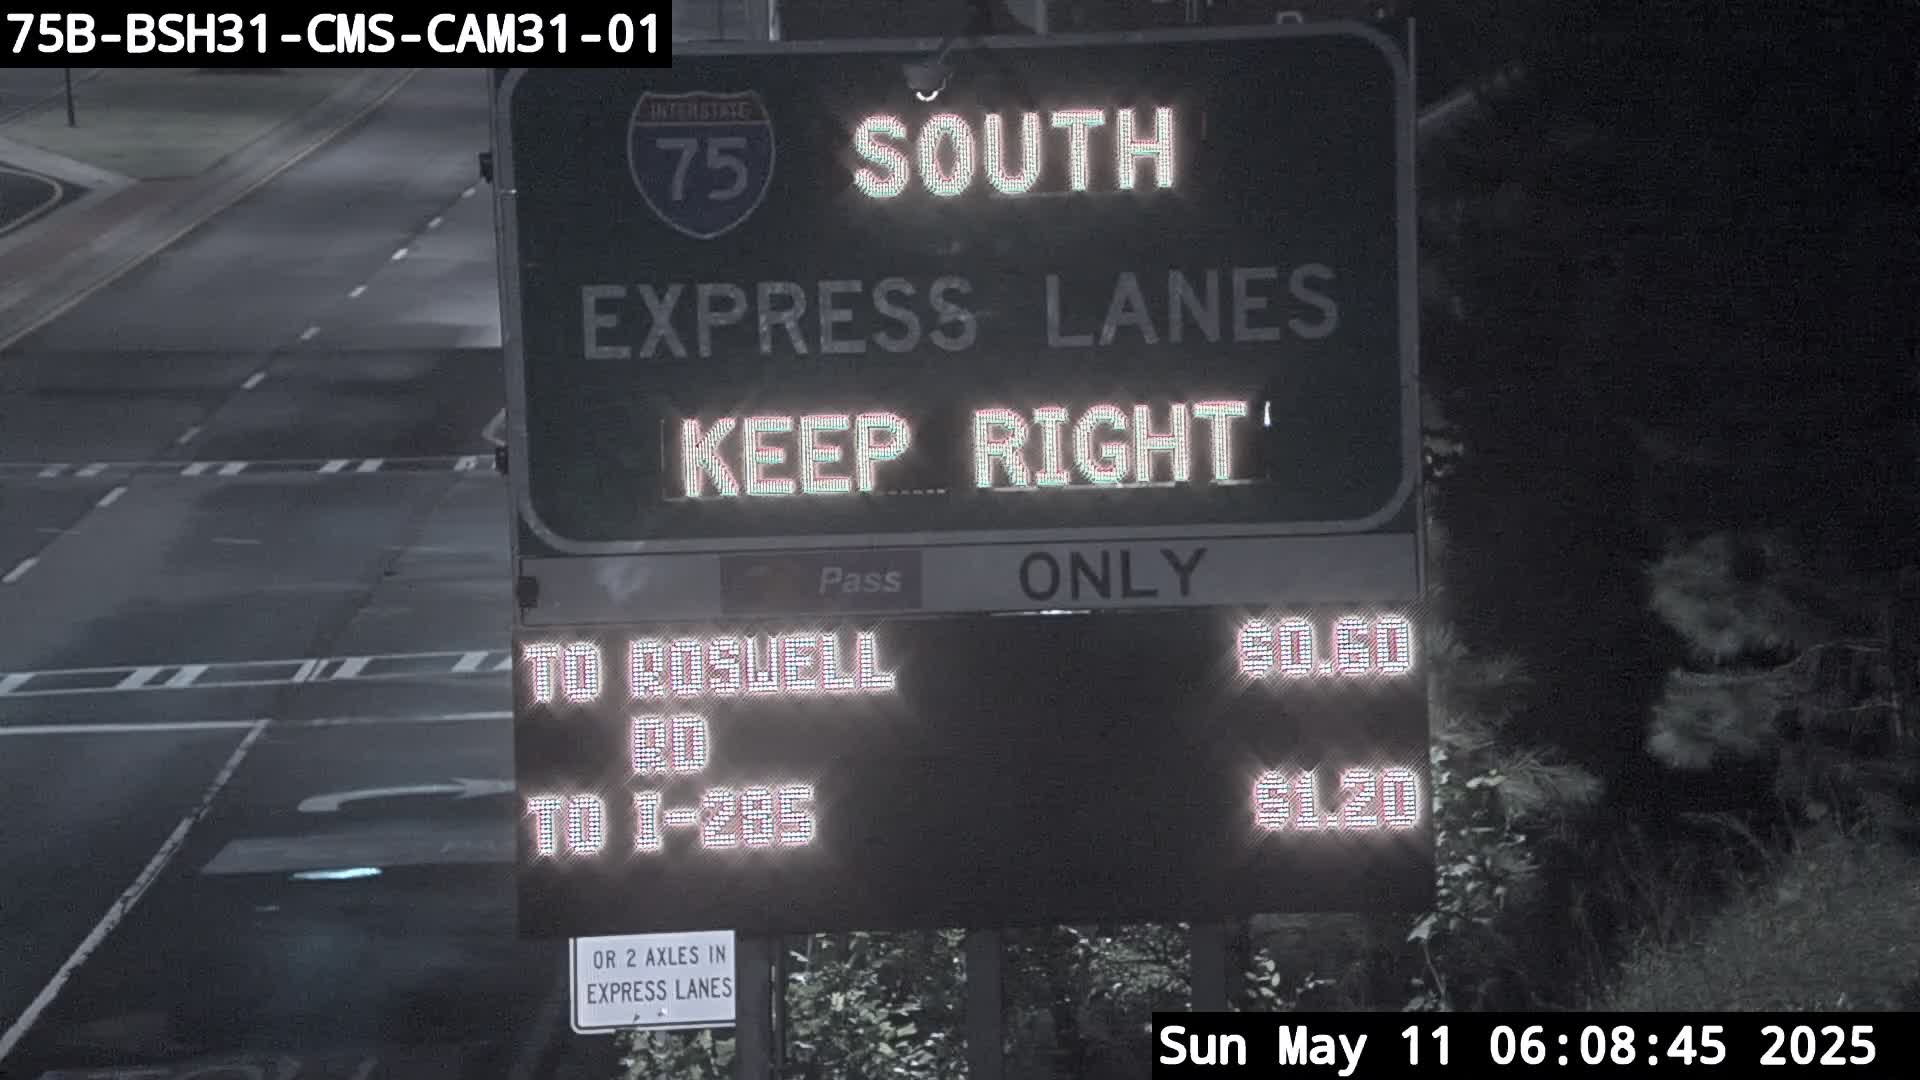 75B-BSH31-CMS-CAM31-01
INTERSTATE
75
SOUTH
EXPRESS LANES
KEEP RIGHT
Pass ONLY
TO ROSWELL $0.60
RD
TO I-285 $1.20
OR 2 AXLES IN
EXPRESS LANES
Sun May 11 06:08:45 2025